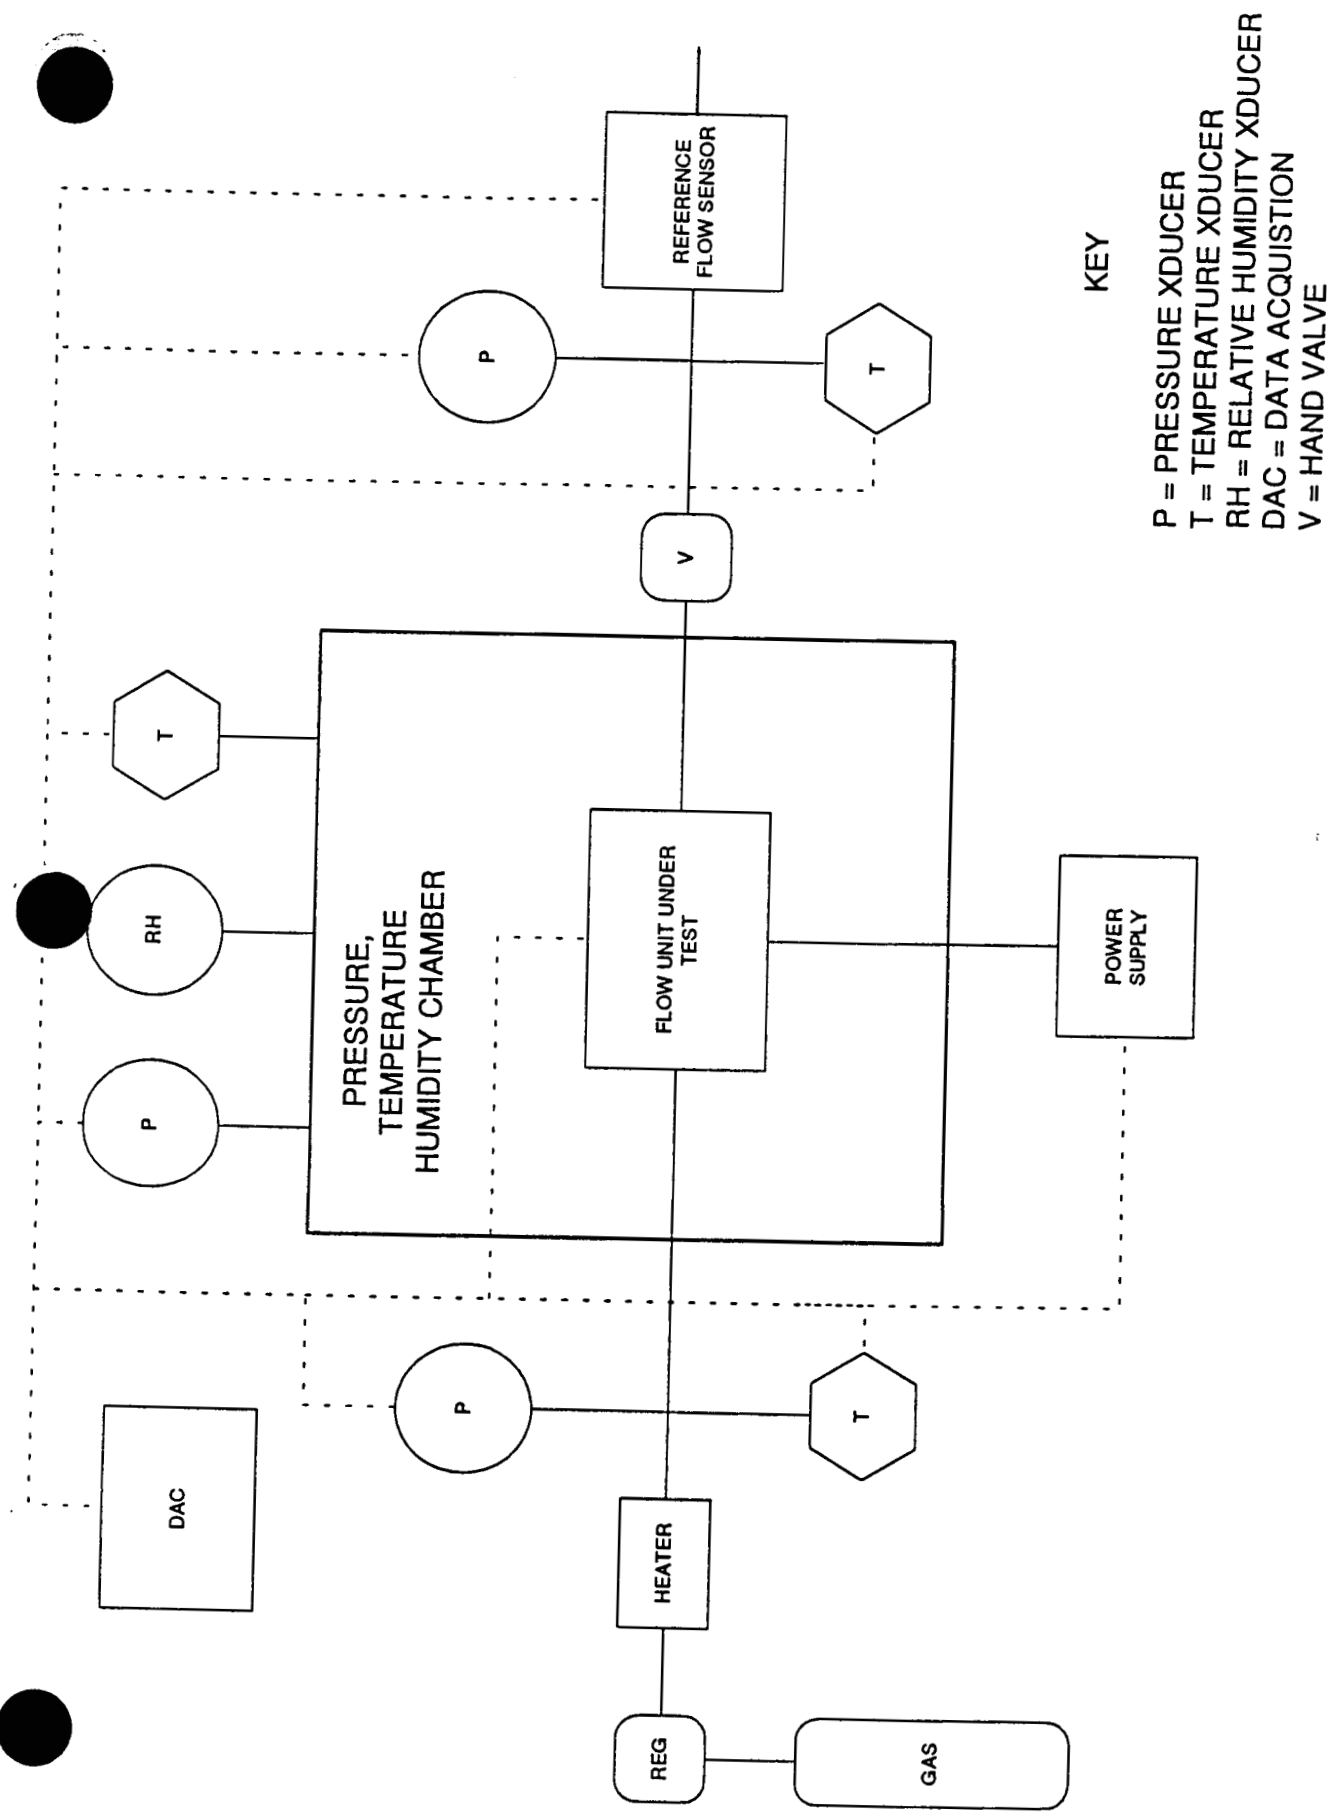 DAC
P
RH
T
PRESSURE,
TEMPERATURE
HUMIDITY CHAMBER
P
P
REG
HEATER
FLOW UNIT UNDER
TEST
V
REFERENCE
FLOW SENSOR
GAS
T
T
POWER
SUPPLY
KEY
P = PRESSURE XDUCER
T = TEMPERATURE XDUCER
RH = RELATIVE HUMIDITY XDUCER
DAC = DATA ACQUISTION
V = HAND VALVE